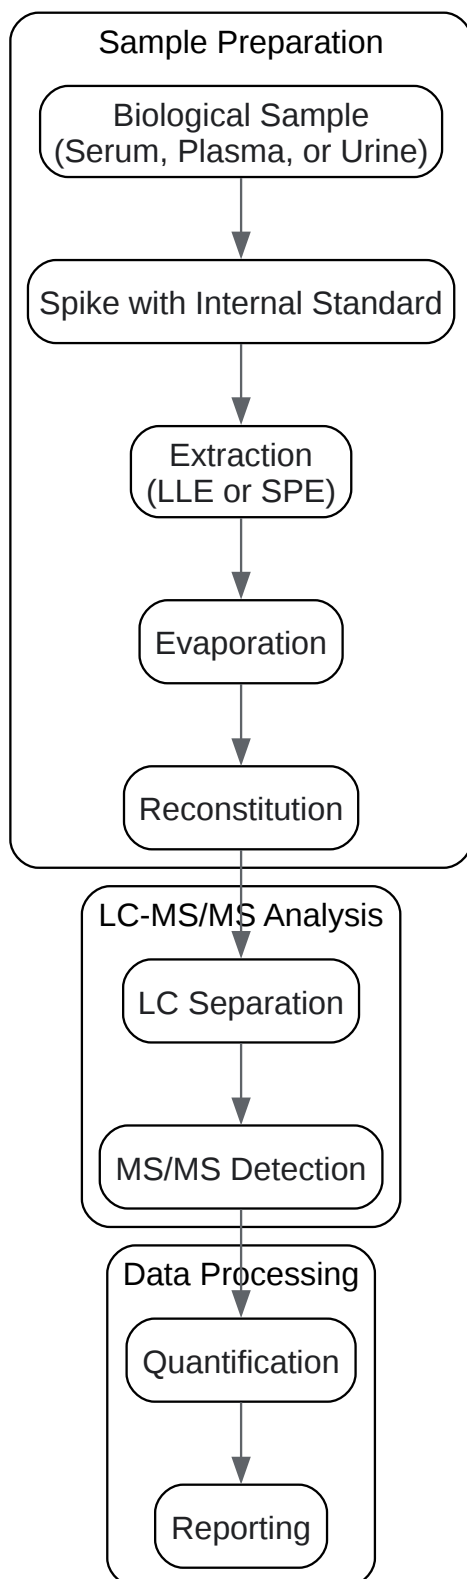 Sample Preparation
Biological Sample
(Serum, Plasma, or Urine)
Spike with Internal Standard
Extraction
(LLE or SPE)
Evaporation
Reconstitution
LC-MS/MS Analysis
LC Separation
MS/MS Detection
Data Processing
Quantification
Reporting